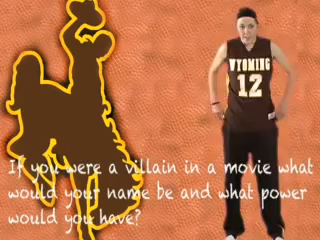 WYOMING
12
If you were a villain in a movie what
would your name be and what power
would you have?